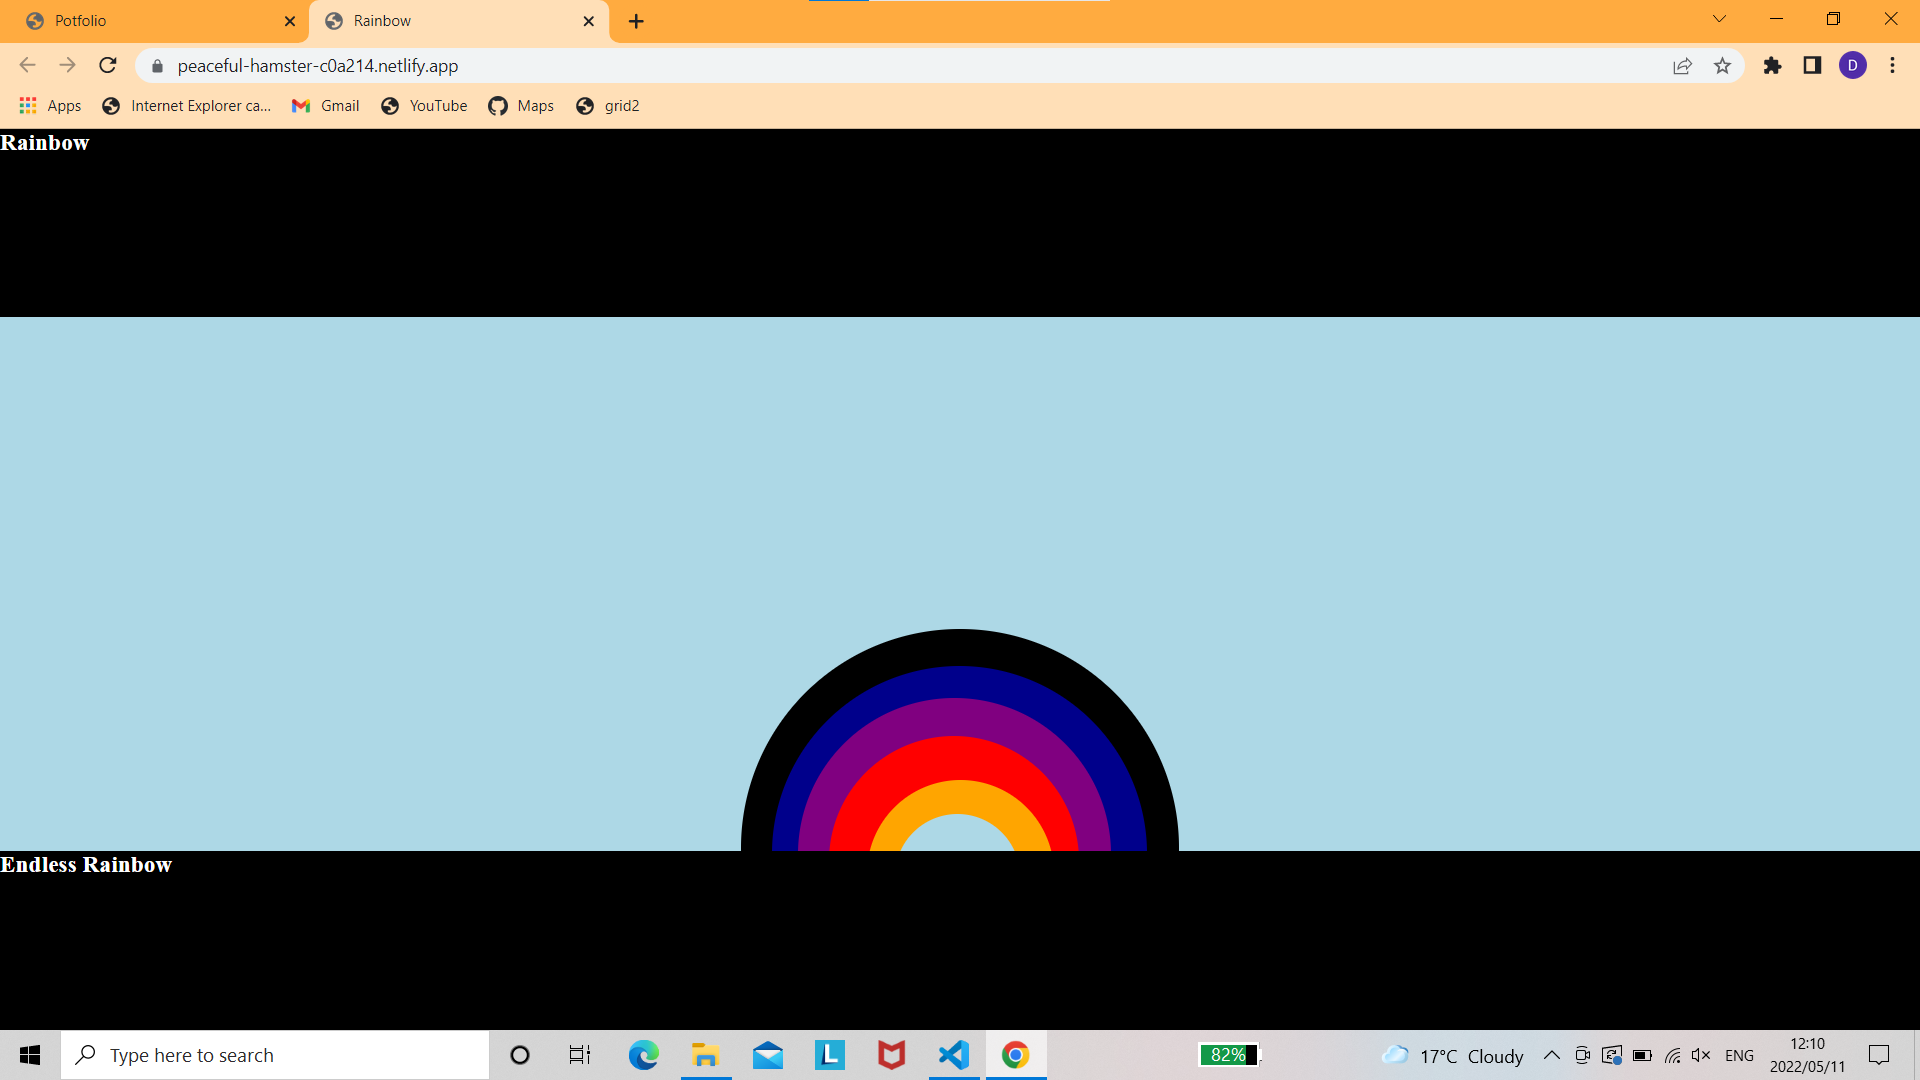 Potfolio
Rainbow
peaceful-hamster-c0a214.netlify.app
D
Apps
Internet Explorer ca...
Gmail
YouTube
Maps
grid2
Rainbow
Endless Rainbow
Type here to search
L
82%
17°C Cloudy
ENG
12:10
2022/05/11